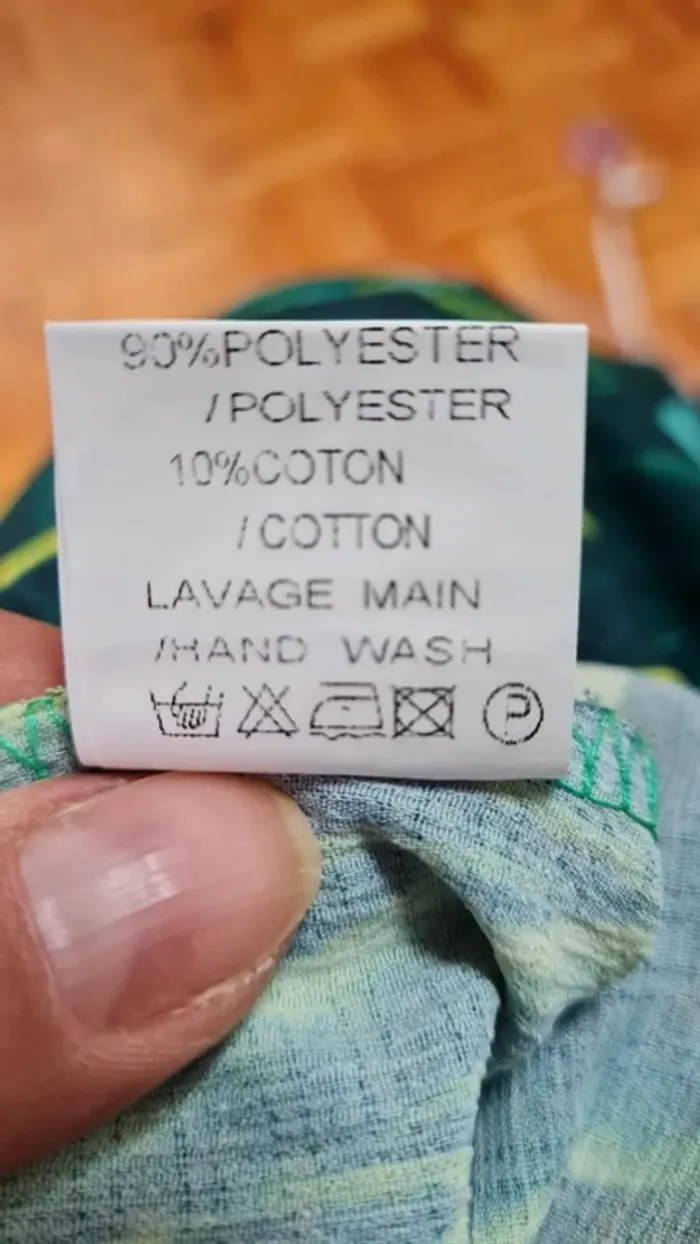 90%POLYESTER
/POLYESTER
10%COTON
/COTTON
LAVAGE MAIN
/HAND WASH
P